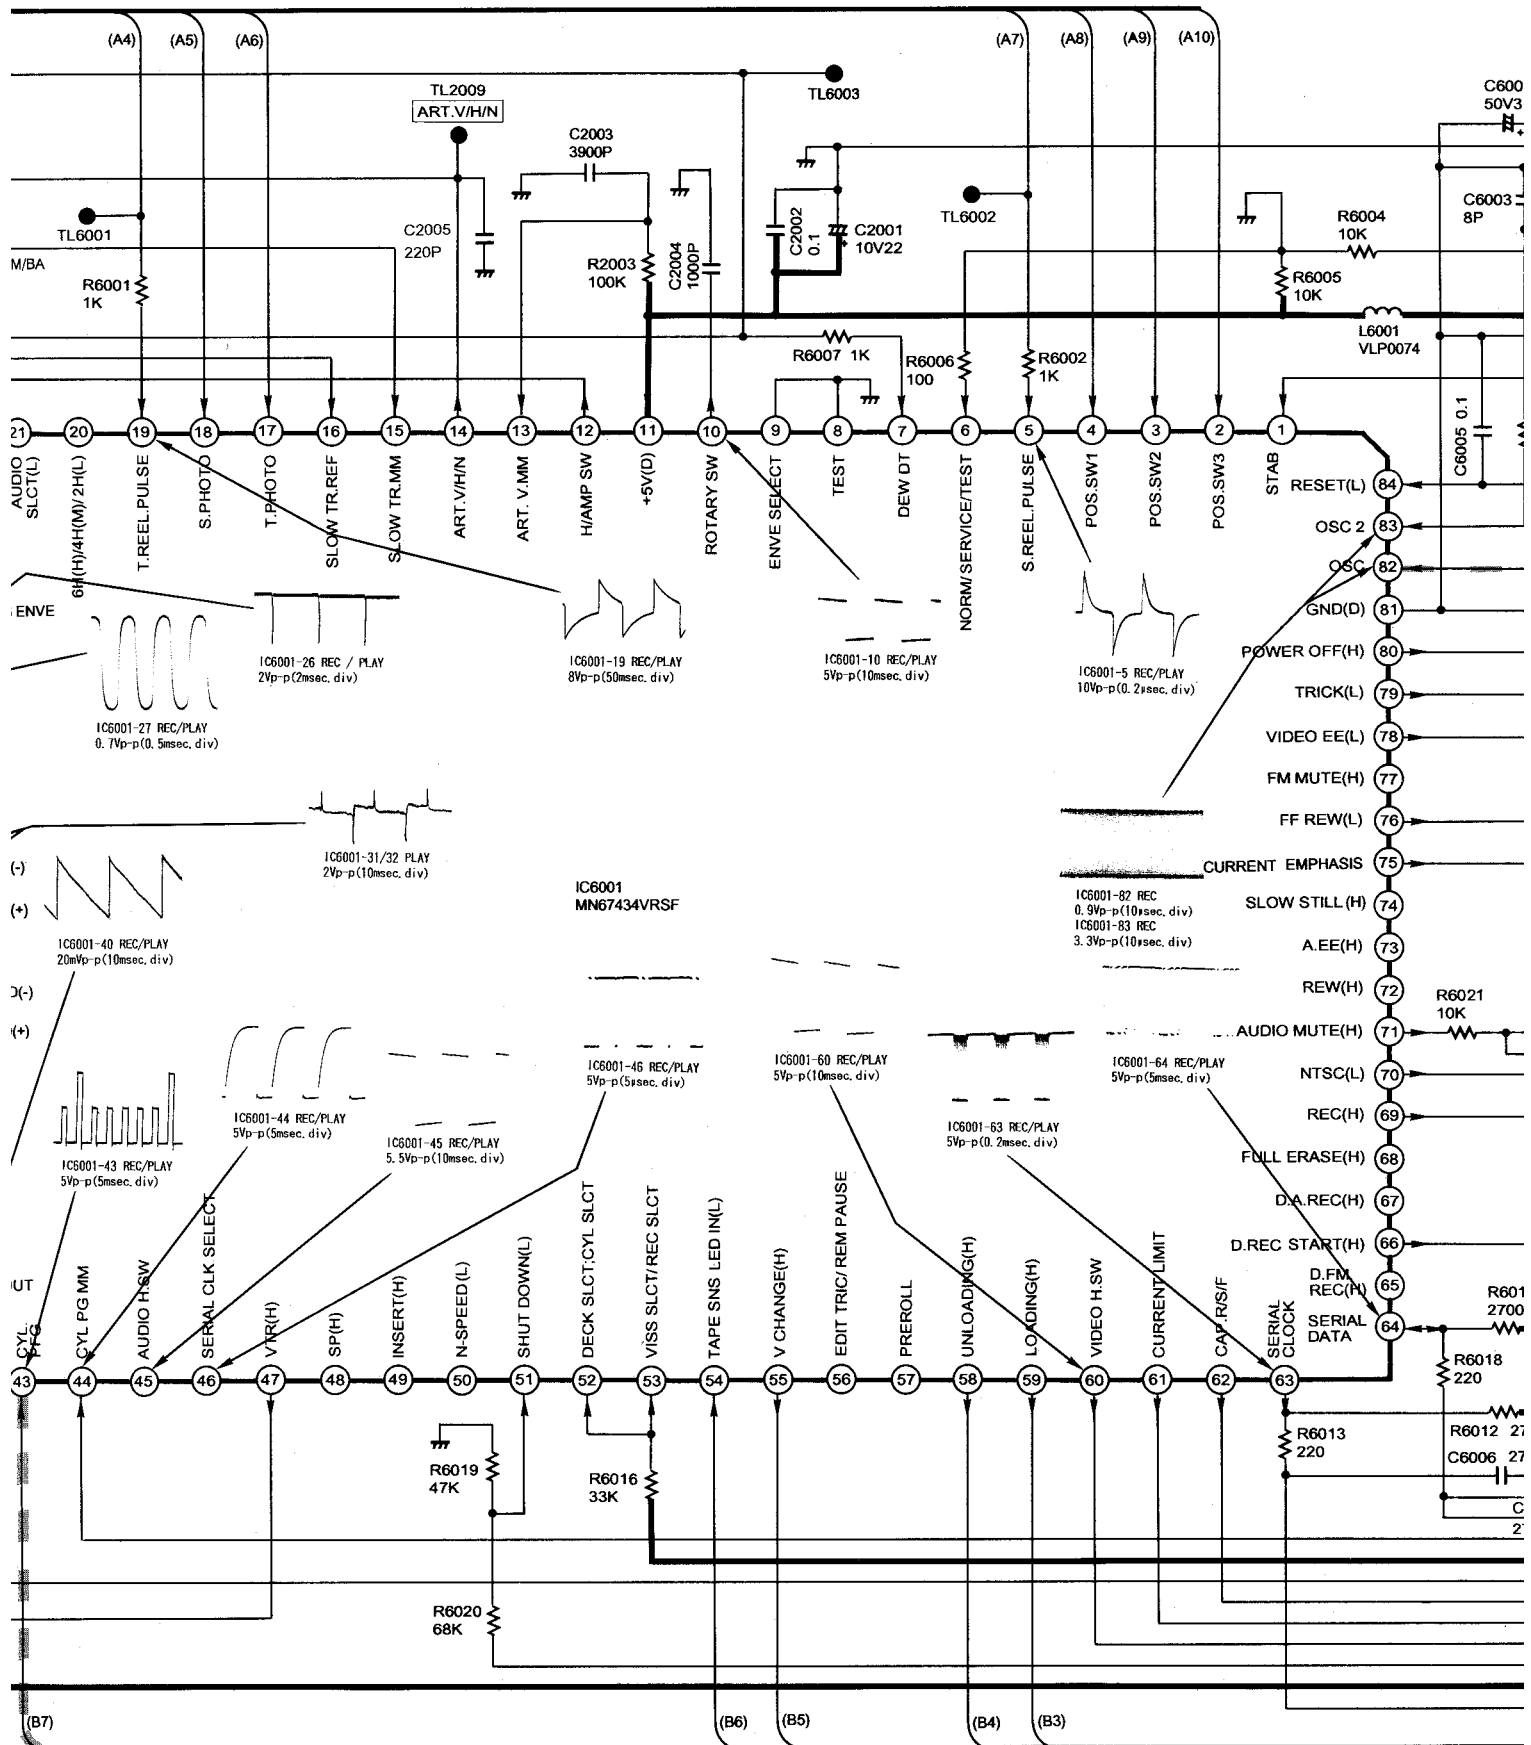 (A4)
(A5)
(A6)
(A7)
(A8)
(A9)
(A10)
TL2009
ART.V/H/N
TL6003
C2003
3900P
C600
50V3
TL6001
C2005
220P
R2003
100K
C2004
1000P
C2002
0.1
C2001
10V22
TL6002
R6004
10K
C6003
8P
M/BA
R6001
1K
R6005
10K
L6001
VLP0074
R6007 1K
R6006
100
R6002
1K
C6005 0.1
21
20
19
18
17
16
15
14
13
12
11
10
9
8
7
6
5
4
3
2
1
AUDIO
SLCT(L)
6H(H)/4H(M)/2H(L)
T.REEL.PULSE
S.PHOTO
T.PHOTO
SLOW TR.REF
SLOW TR.MM
ART.V/H/N
ART. V.MM
H/AMP SW
+5V(D)
ROTARY SW
ENVE SELECT
TEST
DEW DT
NORM/SERVICE/TEST
S.REEL.PULSE
POS.SW1
POS.SW2
POS.SW3
STAB
RESET(L) 84
OSC 2 83
OSC 82
GND(D) 81
POWER OFF(H) 80
TRICK(L) 79
VIDEO EE(L) 78
FM MUTE(H) 77
FF REW(L) 76
CURRENT EMPHASIS 75
SLOW STILL(H) 74
A.EE(H) 73
REW(H) 72
AUDIO MUTE(H) 71
NTSC(L) 70
REC(H) 69
FULL ERASE(H) 68
D.A.REC(H) 67
D.REC START(H) 66
D.FM
REC(H) 65
SERIAL
DATA 64
ENVE
IC6001-26 REC / PLAY
2Vp-p(2msec. div)
IC6001-19 REC/PLAY
8Vp-p(50msec. div)
IC6001-10 REC/PLAY
5Vp-p(10msec. div)
IC6001-5 REC/PLAY
10Vp-p(0.2μsec. div)
IC6001-27 REC/PLAY
0.7Vp-p(0.5msec. div)
IC6001-31/32 PLAY
2Vp-p(10msec. div)
IC6001
MN67434VRSF
IC6001-82 REC
0.9Vp-p(10μsec. div)
IC6001-83 REC
3.3Vp-p(10μsec. div)
(-)
(+)
IC6001-40 REC/PLAY
20mVp-p(10msec. div)
(-)
(+)
R6021
10K
IC6001-46 REC/PLAY
5Vp-p(5μsec. div)
IC6001-60 REC/PLAY
5Vp-p(10msec. div)
IC6001-64 REC/PLAY
5Vp-p(5msec. div)
IC6001-44 REC/PLAY
5Vp-p(5msec. div)
IC6001-45 REC/PLAY
5.5Vp-p(10msec. div)
IC6001-63 REC/PLAY
5Vp-p(0.2msec. div)
IC6001-43 REC/PLAY
5Vp-p(5msec. div)
UT
CYL.
PFG
CYL PG MM
AUDIO H.SW
SERIAL CLK SELECT
VTR(H)
SP(H)
INSERT(H)
N-SPEED(L)
SHUT DOWN(L)
DECK SLCT;CYL SLCT
VISS SLCT/ REC SLCT
TAPE SNS LED IN(L)
V CHANGE(H)
EDIT TRIC/ REM PAUSE
PREROLL
UNLOADING(H)
LOADING(H)
VIDEO H.SW
CURRENT LIMIT
CAP.R/S/F
SERIAL
CLOCK
43
44
45
46
47
48
49
50
51
52
53
54
55
56
57
58
59
60
61
62
63
R601
2700
R6018
220
R6013
220
R6012 27
C6006 27
C
27
R6019
47K
R6016
33K
R6020
68K
(B7)
(B6)
(B5)
(B4)
(B3)